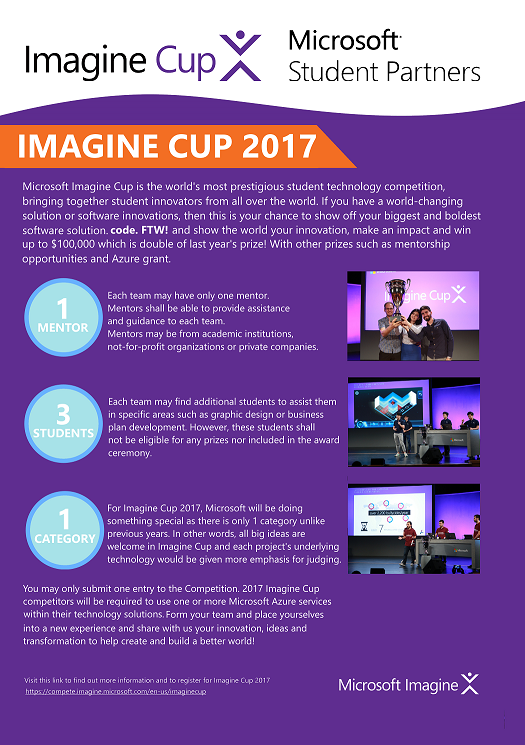 Imagine Cup
Microsoft
Student Partners
IMAGINE CUP 2017
Microsoft Imagine Cup is the world's most prestigious student technology competition,
bringing together student innovators from all over the world. If you have a world-changing
solution or software innovations, then this is your chance to show off your biggest and boldest
software solution. code. FTW! and show the world your innovation, make an impact and win
up to $100,000 which is double of last year's prize! With other prizes such as mentorship
opportunities and Azure grant.
1
MENTOR
Each team may have only one mentor.
Mentors shall be able to provide assistance
and guidance to each team.
Mentors may be from academic institutions,
not-for-profit organizations or private companies.
Imagine Cup
3
STUDENTS
Each team may find additional students to assist them
in specific areas such as graphic design or business
plan development. However, these students shall
not be eligible for any prizes nor included in the award
ceremony.
1
CATEGORY
For Imagine Cup 2017, Microsoft will be doing
something special as there is only 1 category unlike
previous years. In other words, all big ideas are
welcome in Imagine Cup and each project's underlying
technology would be given more emphasis for judging.
7
You may only submit one entry to the Competition. 2017 Imagine Cup
competitors will be required to use one or more Microsoft Azure services
within their technology solutions. Form your team and place yourselves
into a new experience and share with us your innovation, ideas and
transformation to help create and build a better world!
Visit this link to find out more information and to register for Imagine Cup 2017
https://compete.imagine.microsoft.com/en-us/imaginecup
Microsoft Imagine